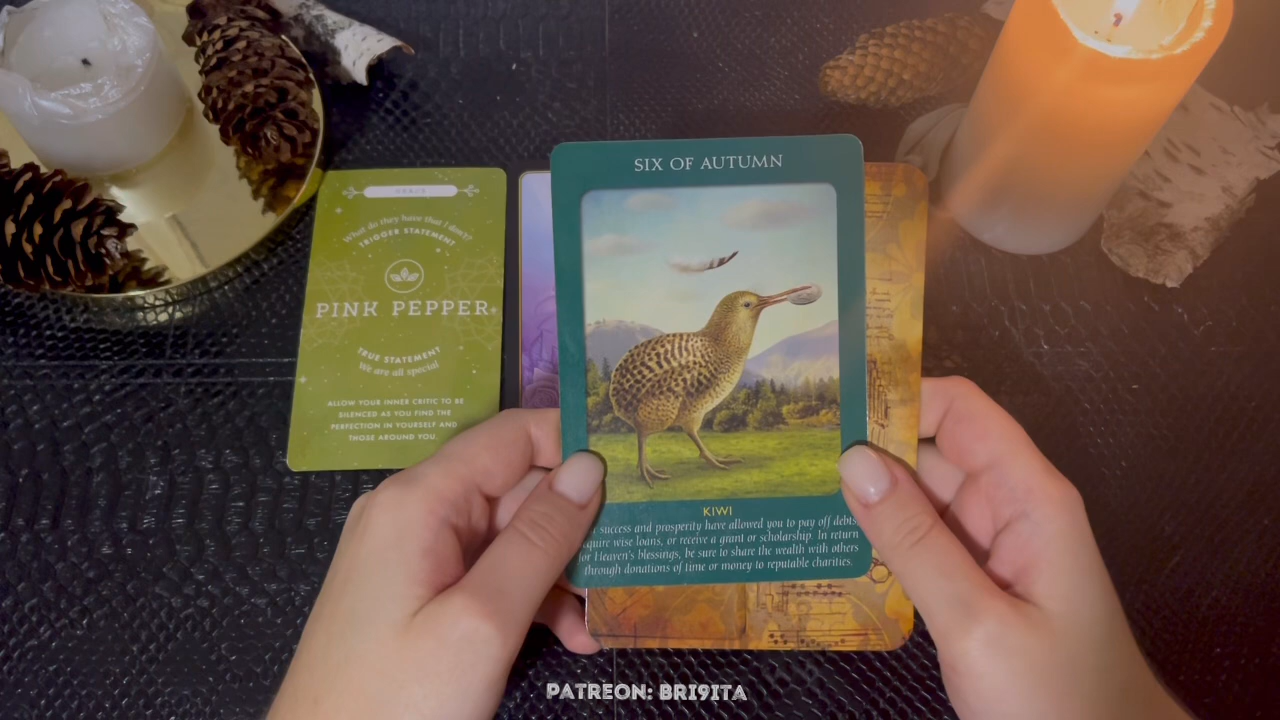 What do they have that I don't?
TRIGGER STATEMENT
PINK PEPPER
TRUE STATEMENT
We are all special
ALLOW YOUR INNER CRITIC TO BE
SILENCED AS YOU FIND THE
PERFECTION IN YOURSELF AND
THOSE AROUND YOU.
SIX OF AUTUMN
KIWI
success and prosperity have allowed you to pay off debts,
wise loans, or receive a grant or scholarship. In return
for Heaven's blessings, be sure to share the wealth with others
through donations of time or money to reputable charities.
PATREON: BRI9ITA